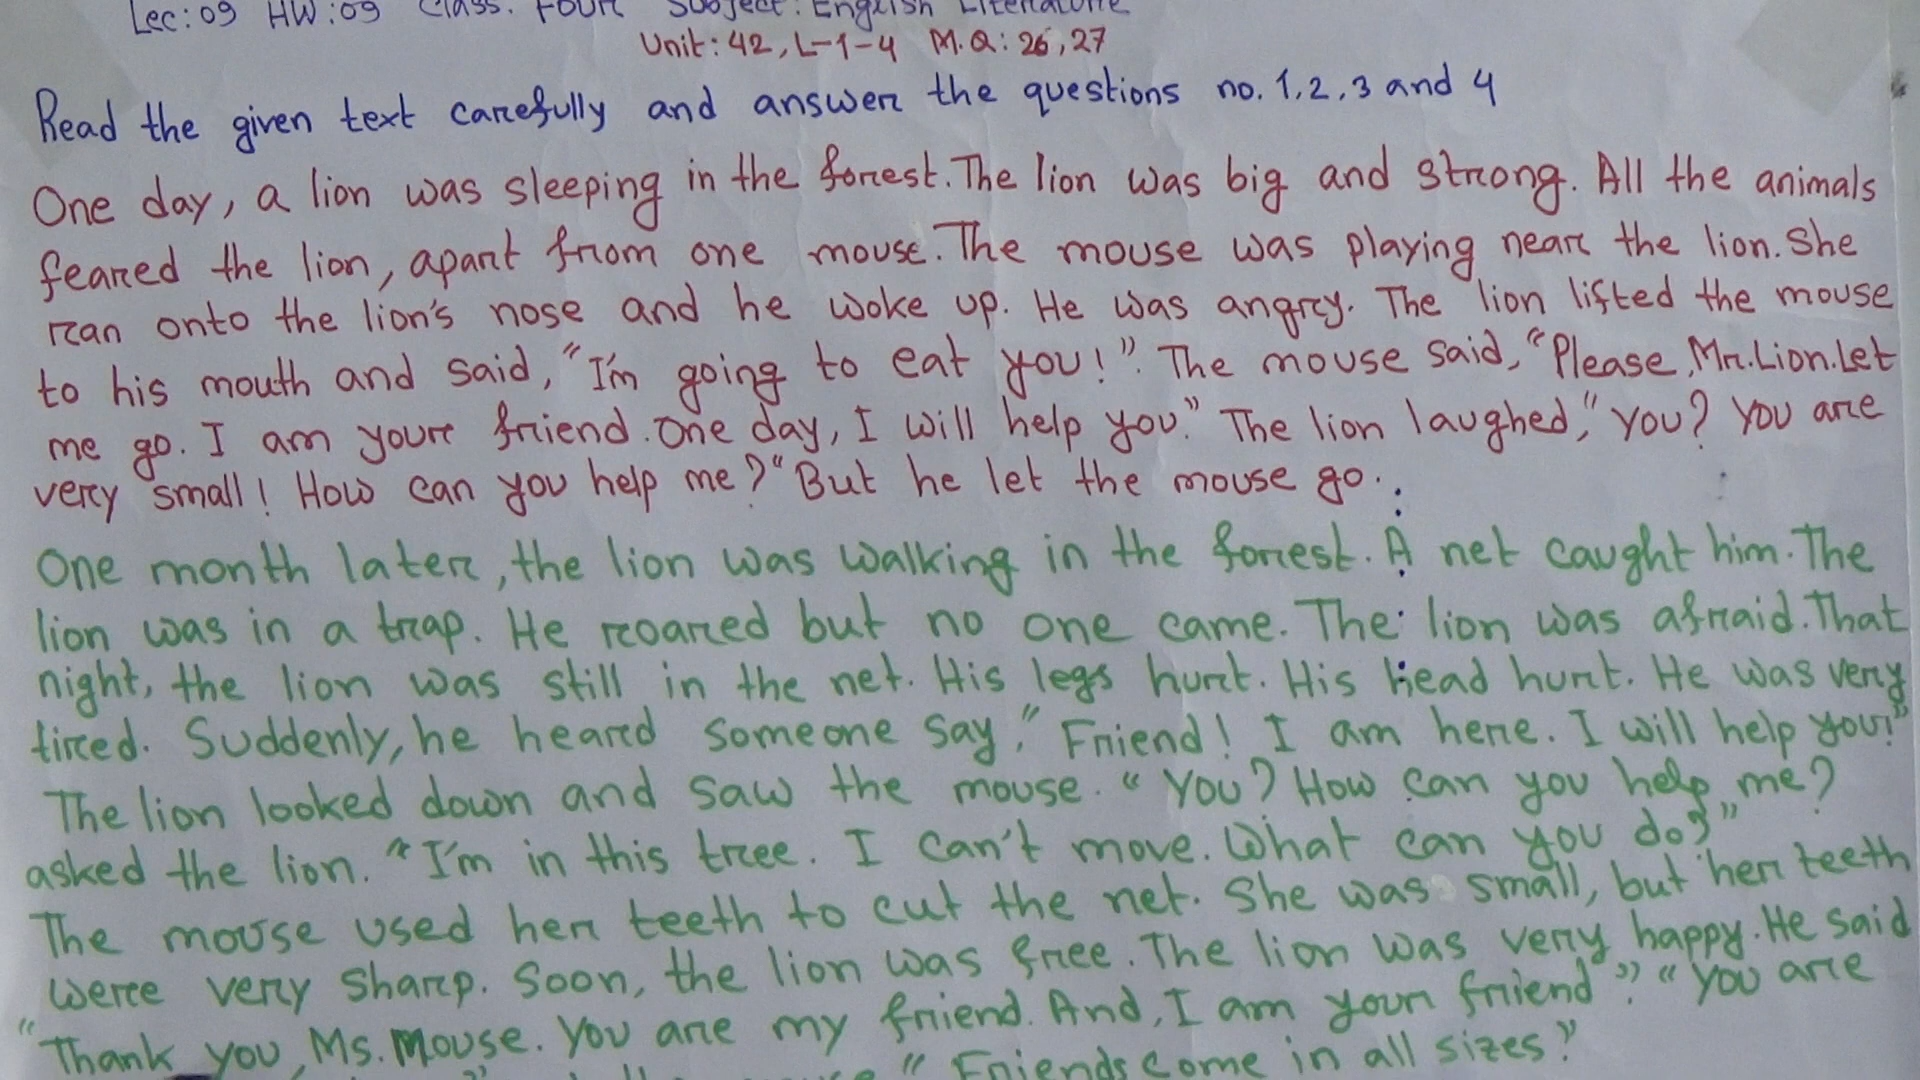 Lec: 09 HW: 09 Class: Four Subject: English Literature
Unit: 42, L-1-4 M.Q: 26, 27
Read the given text carefully and answer the questions no. 1, 2, 3 and 4
One day, a lion was sleeping in the forest. The lion was big and strong. All the animals
feared the lion, apart from one mouse. The mouse was playing near the lion. She
ran onto the lion's nose and he woke up. He was angry. The lion lifted the mouse
to his mouth and said, "I'm going to eat you!". The mouse said, "Please, Mr. Lion. Let
me go. I am your friend. One day, I will help you." The lion laughed, "You? You are
very small! How can you help me?" But he let the mouse go.
One month later, the lion was walking in the forest. A net caught him. The
lion was in a trap. He roared but no one came. The lion was afraid. That
night, the lion was still in the net. His legs hurt. His head hurt. He was very
tired. Suddenly, he heard someone say, "Friend! I am here. I will help you!"
The lion looked down and saw the mouse. "You? How can you help me?
asked the lion. "I'm in this tree. I can't move. What can you do?"
The mouse used her teeth to cut the net. She was small, but her teeth
were very sharp. Soon, the lion was free. The lion was very happy. He said
"Thank you, Ms. Mouse. You are my friend. And, I am your friend". "You are
"Friends come in all sizes."